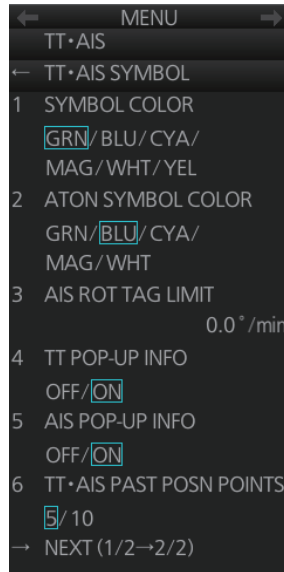 ← MENU →
TT•AIS
← TT•AIS SYMBOL
1 SYMBOL COLOR
GRN/BLU/CYA/
MAG/WHT/YEL
2 ATON SYMBOL COLOR
GRN/BLU/CYA/
MAG/WHT
3 AIS ROT TAG LIMIT
0.0°/min
4 TT POP-UP INFO
OFF/ON
5 AIS POP-UP INFO
OFF/ON
6 TT•AIS PAST POSN POINTS
5/10
→ NEXT (1/2→2/2)